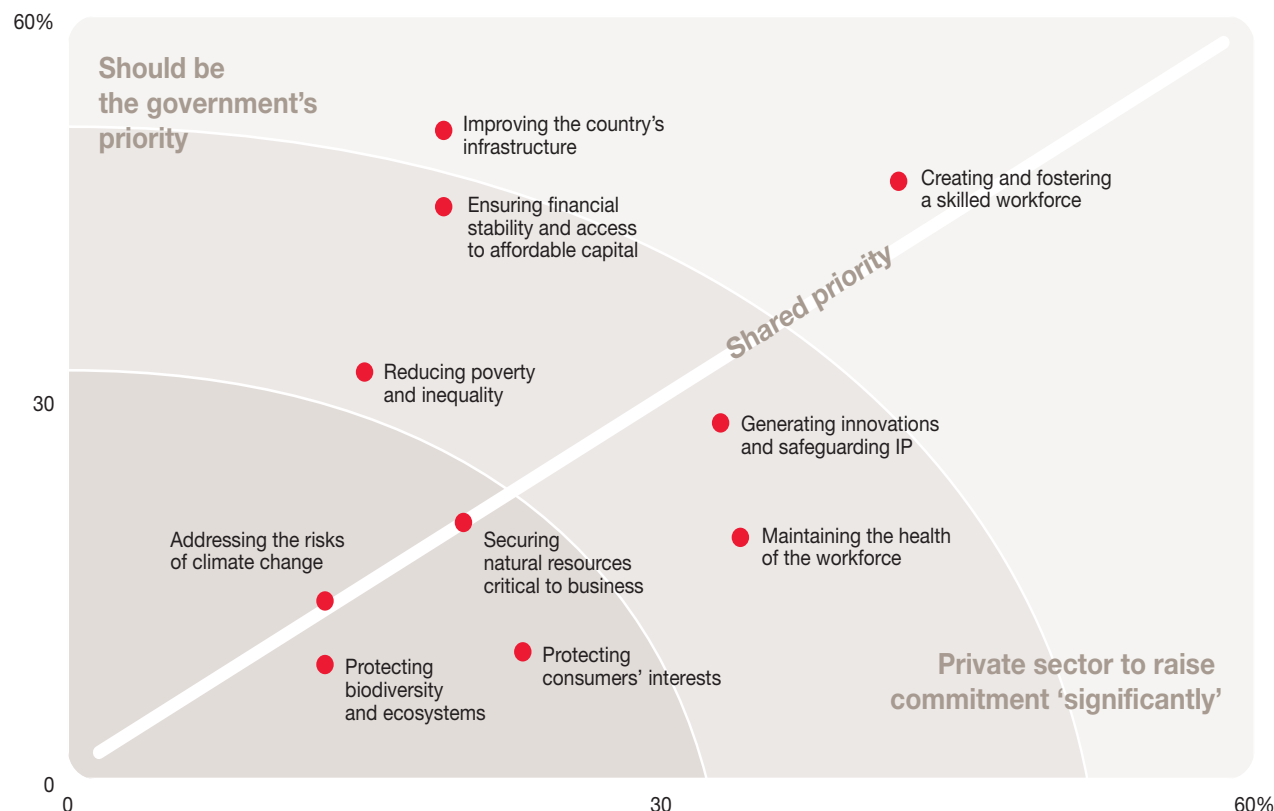 60%
Should be
the government’s
priority
Improving the country’s
infrastructure
Creating and fostering
a skilled workforce
Ensuring financial
stability and access
to affordable capital
Shared priority
Reducing poverty
and inequality
30
Generating innovations
and safeguarding IP
Addressing the risks
of climate change
Securing
natural resources
critical to business
Maintaining the health
of the workforce
Protecting
biodiversity
and ecosystems
Protecting
consumers’ interests
Private sector to raise
commitment ‘significantly’
0
0
30
60%